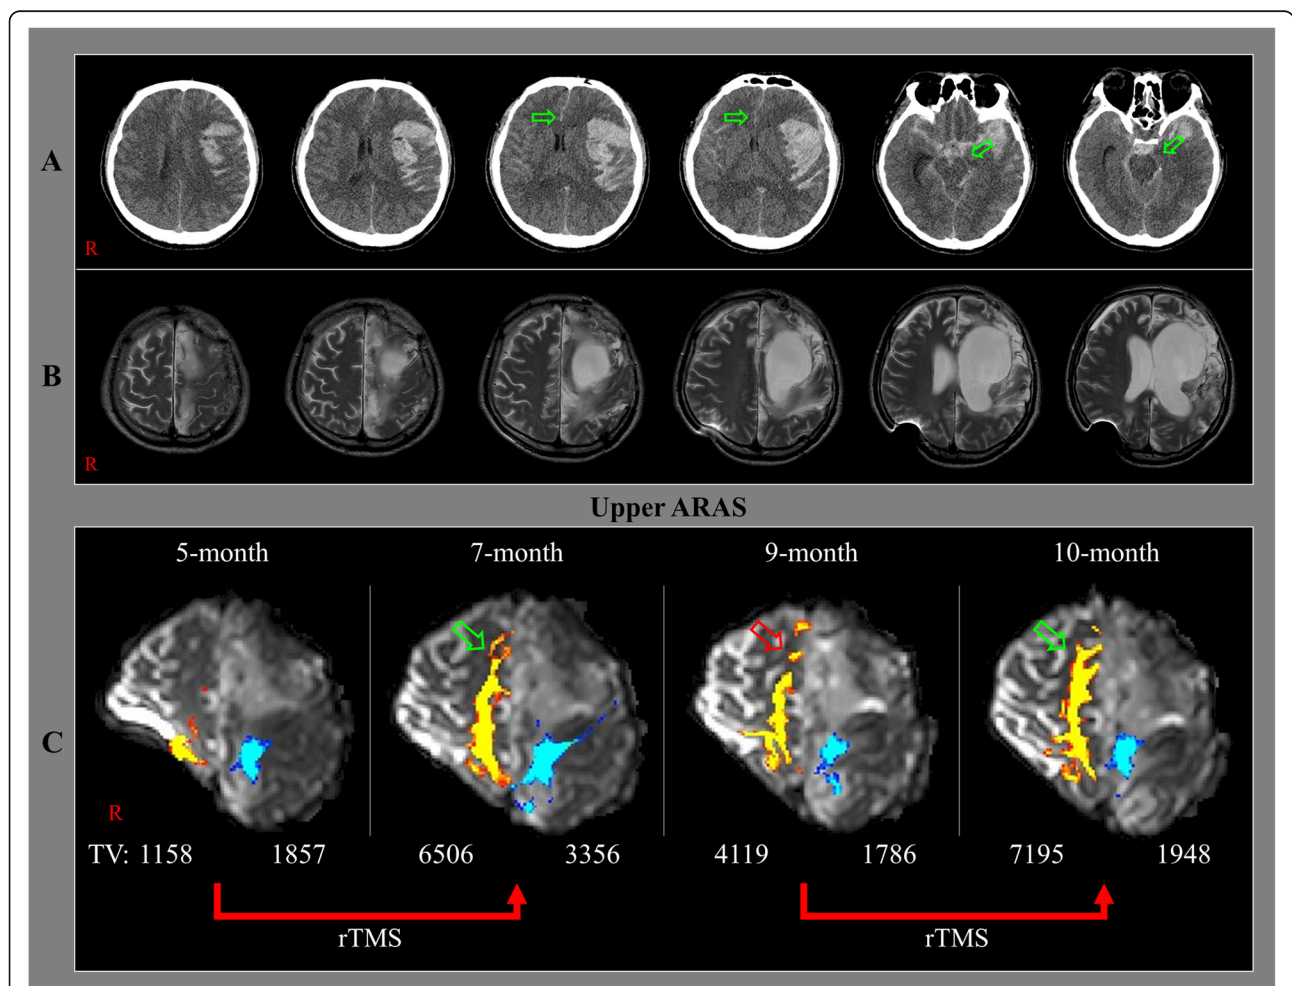 A
R
B
R
Upper ARAS
5-month 7-month 9-month 10-month
C
R
TV: 1158 1857 6506 3356 4119 1786 7195 1948
rTMS rTMS